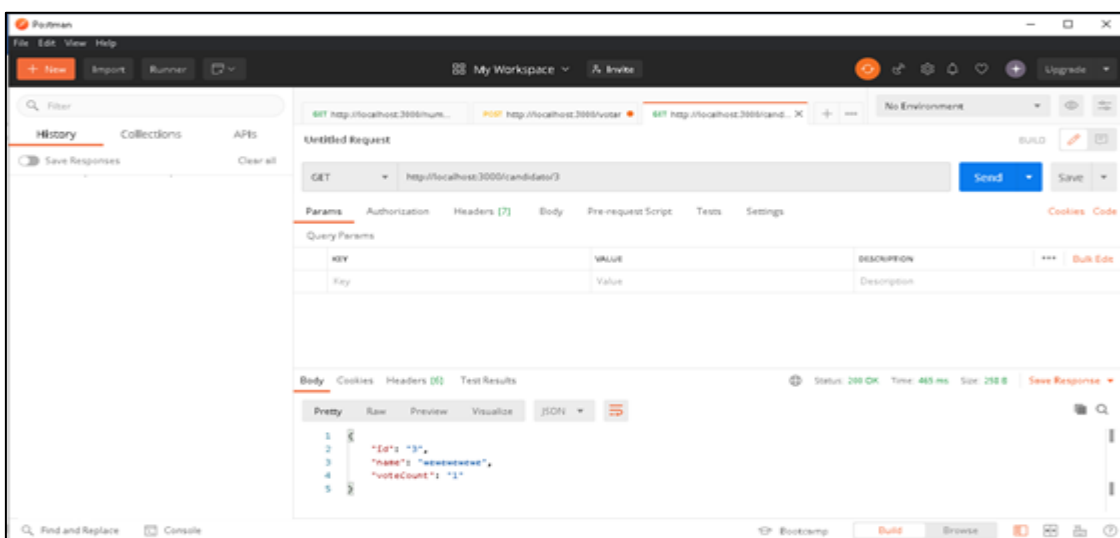 Postman
File Edit View Help
+ New Import Runner My Workspace Invite Upgrade
Filter
History Collections APIs
Save Responses Clear all
GET http://localhost:3000/num... POST http://localhost:3000/voter GET http://localhost:3000/cand... X + ... No Environment
Untitled Request BUILD
GET http://localhost:3000/candidato/3 Send Save
Params Authorization Headers (7) Body Pre-request Script Tests Settings Cookies Code
Query Params
KEY VALUE DESCRIPTION ... Bulk Edit
Key Value Description
Body Cookies Headers (6) Test Results Status: 200 OK Time: 465 ms Size: 250 B Save Response
Pretty Raw Preview Visualize JSON
1 {
2 "Id": "3",
3 "name":
4 "voteCount": "1"
5 }
Find and Replace Console Bootcamp Build Browse